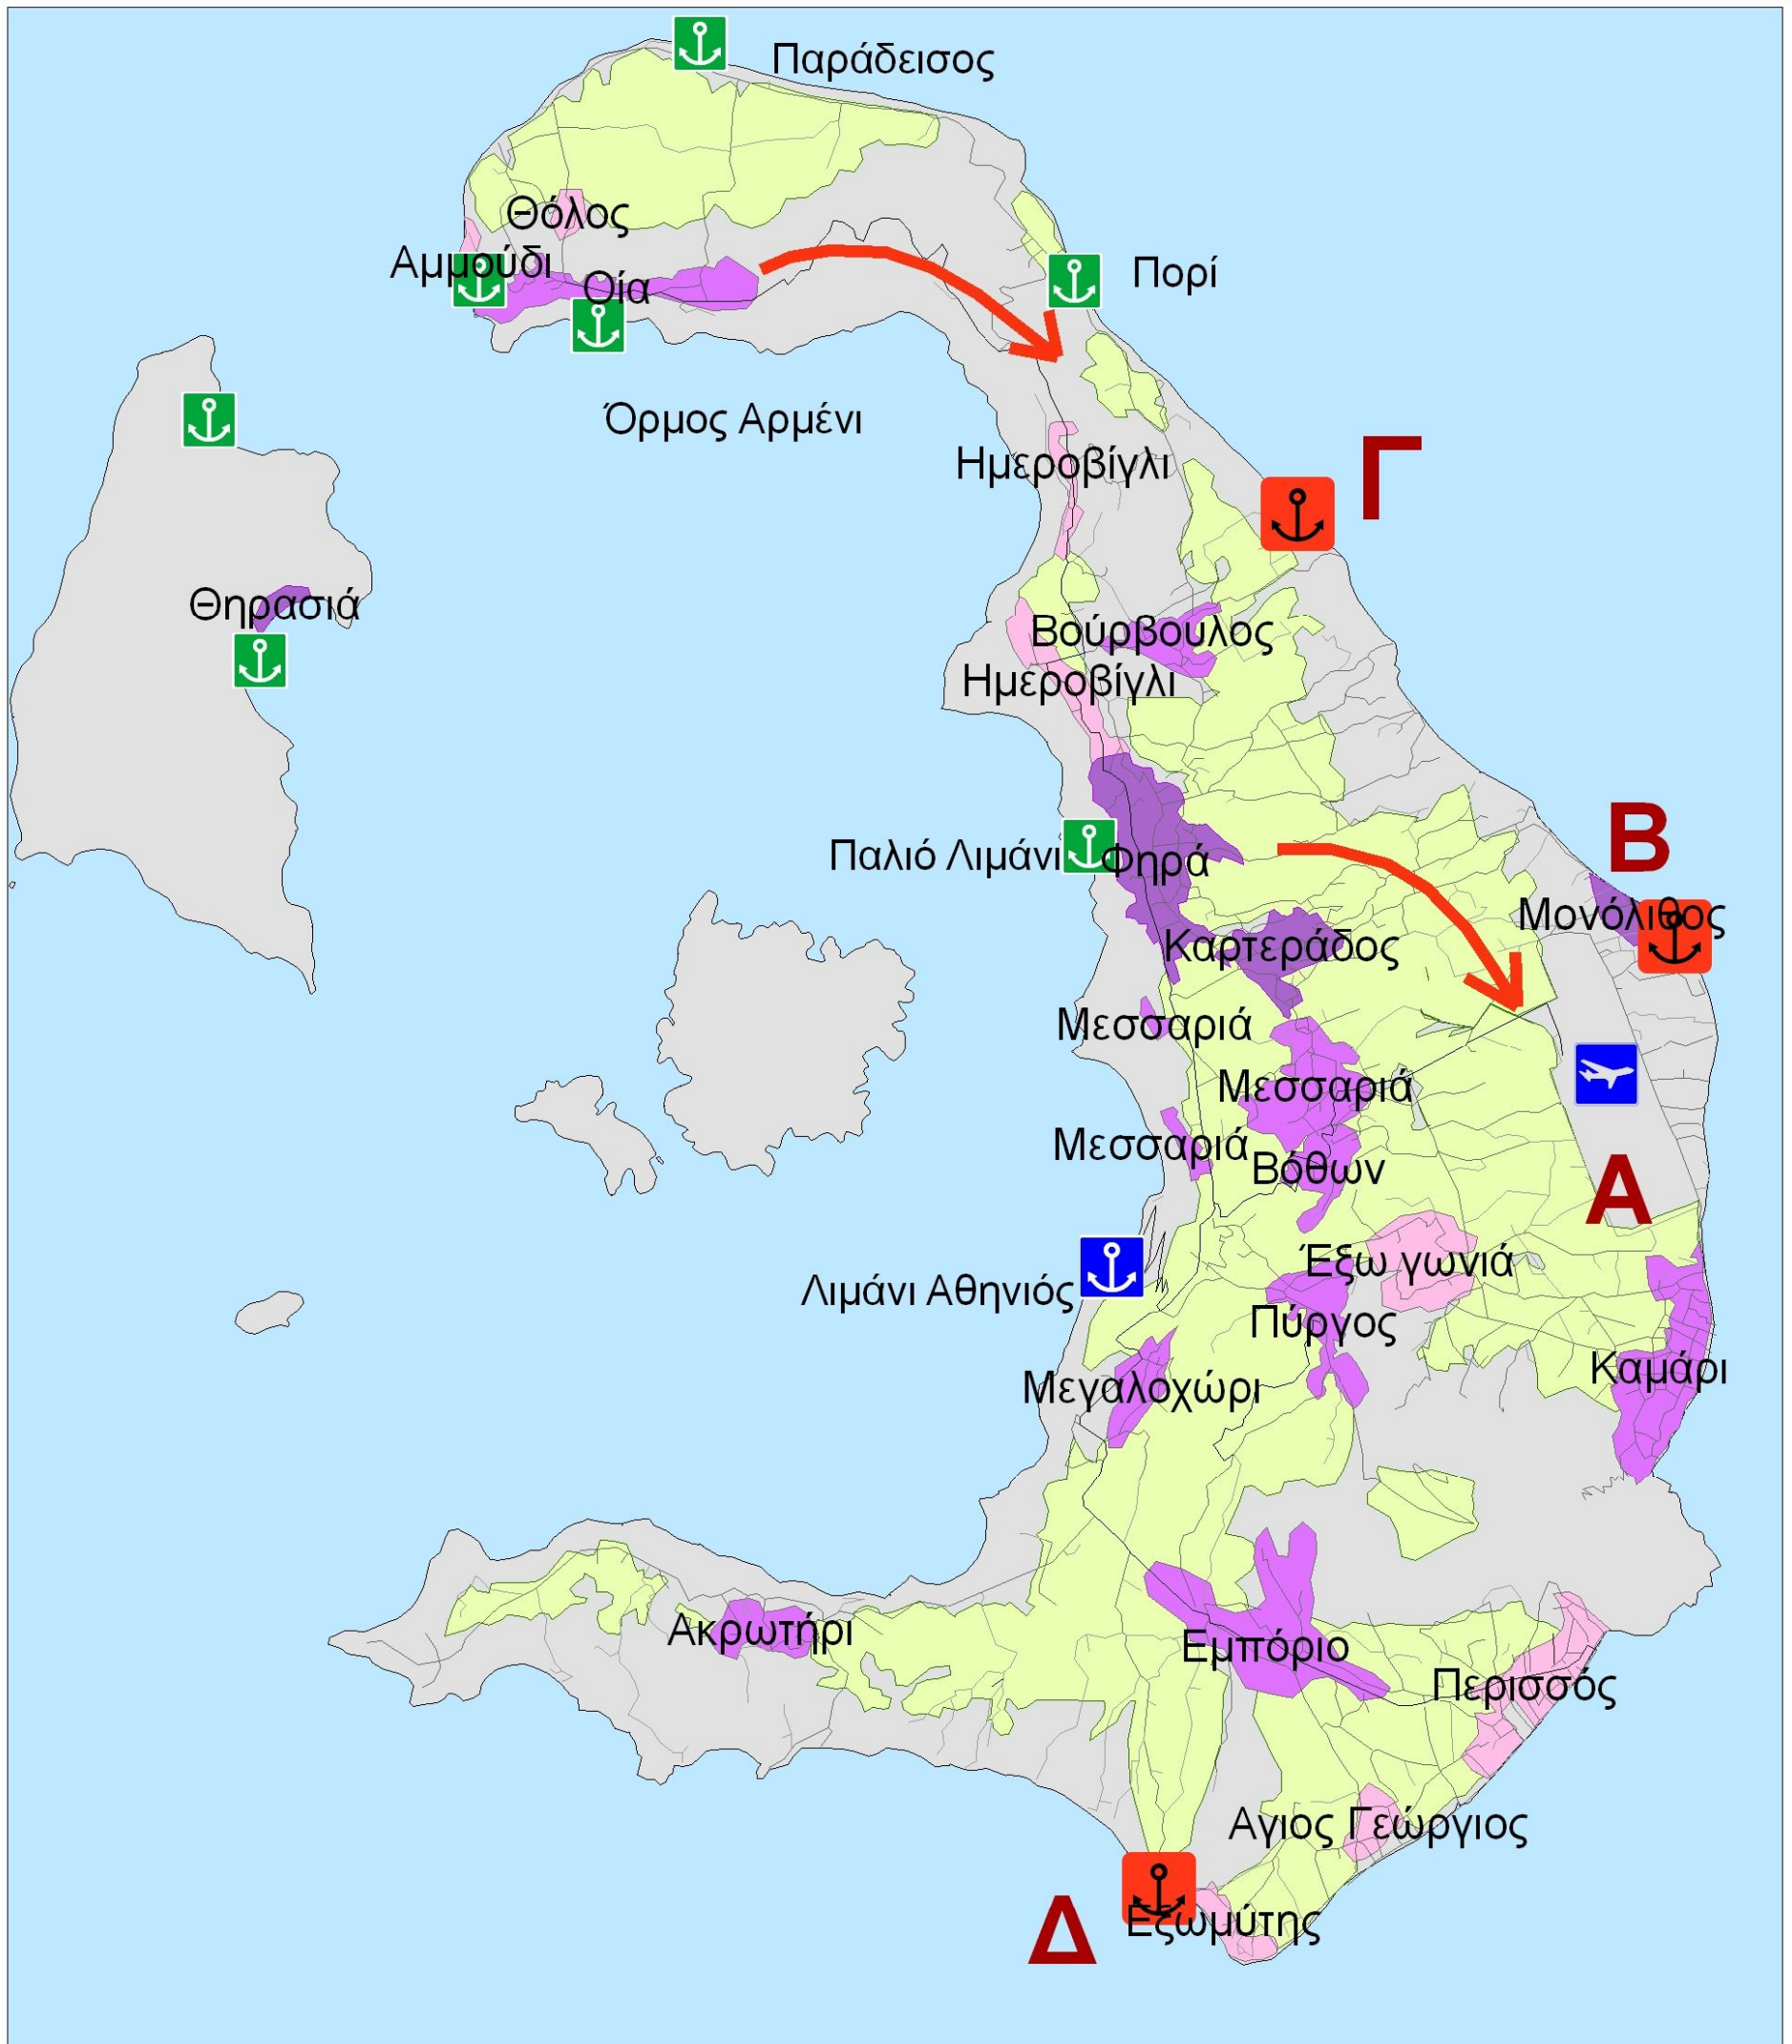 Παράδεισος
Θόλος
Αμμούδι
Οία
Πορί
Όρμος Αρμένι
Ημεροβίγλι
Γ
Θηρασιά
Βούρβουλος
Ημεροβίγλι
Β
Παλιό Λιμάνι
Φηρά
Μονόλιθος
Καρτεράδος
Μεσσαριά
Μεσσαριά
Μεσσαριά
Βόθων
Α
Έξω γωνιά
Λιμάνι Αθηνιός
Πύργος
Καμάρι
Μεγαλοχώρι
Ακρωτήρι
Εμπόριο
Περισσός
Αγιος Γεώργιος
Δ
Εξωμύτης